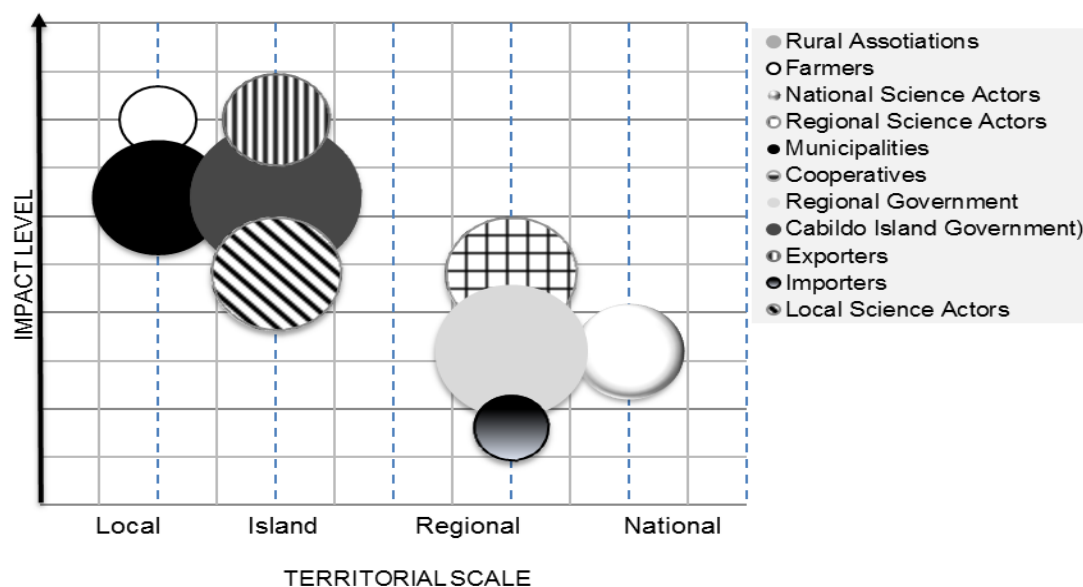 Rural Assotiations
Farmers
National Science Actors
Regional Science Actors
Municipalities
Cooperatives
Regional Government
Cabildo Island Government)
Exporters
Importers
Local Science Actors
IMPACT LEVEL
Local Island Regional National
TERRITORIAL SCALE